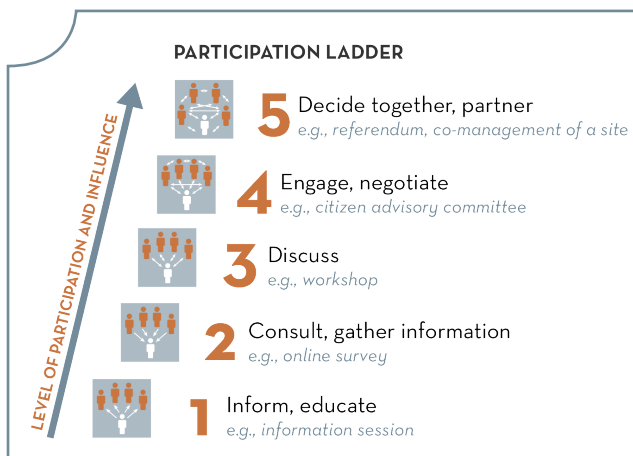 PARTICIPATION LADDER
5 Decide together, partner
e.g., referendum, co-management of a site
4 Engage, negotiate
e.g., citizen advisory committee
3 Discuss
e.g., workshop
2 Consult, gather information
e.g., online survey
1 Inform, educate
e.g., information session
LEVEL OF PARTICIPATION AND INFLUENCE